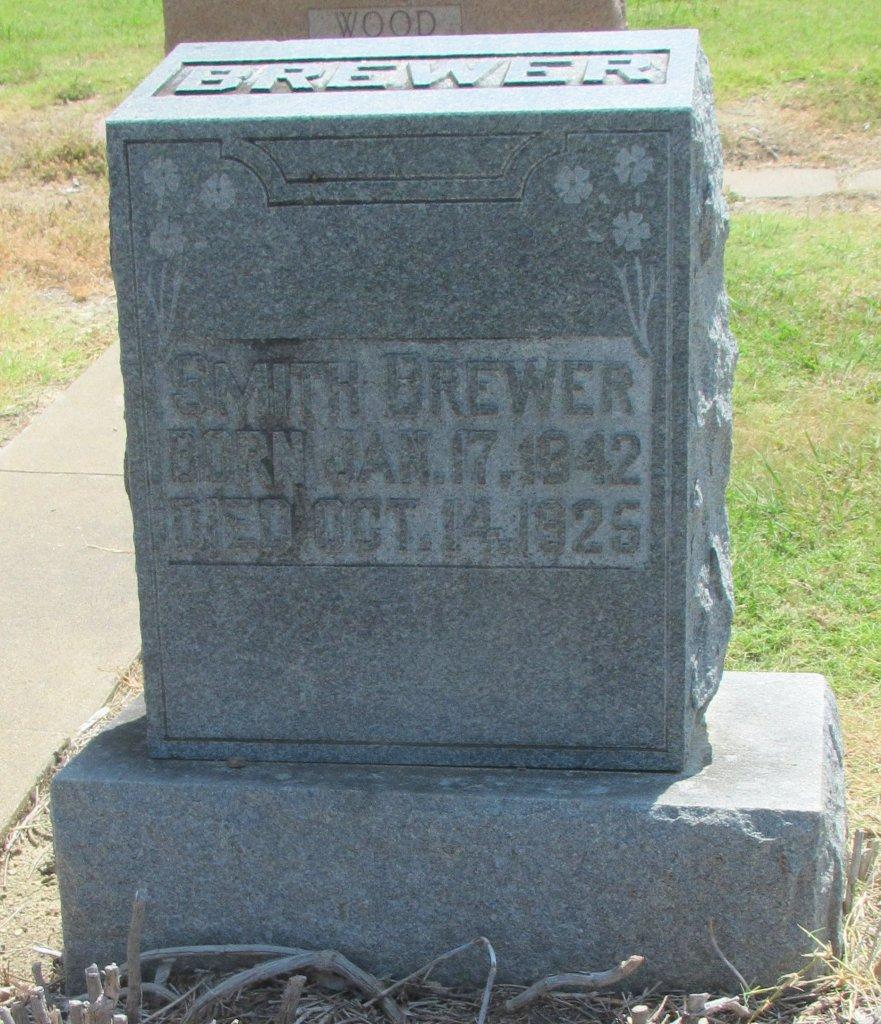 WOOD
BREWER
SMITH BREWER
BORN JAN. 17. 1842
DIED OCT. 14. 1925